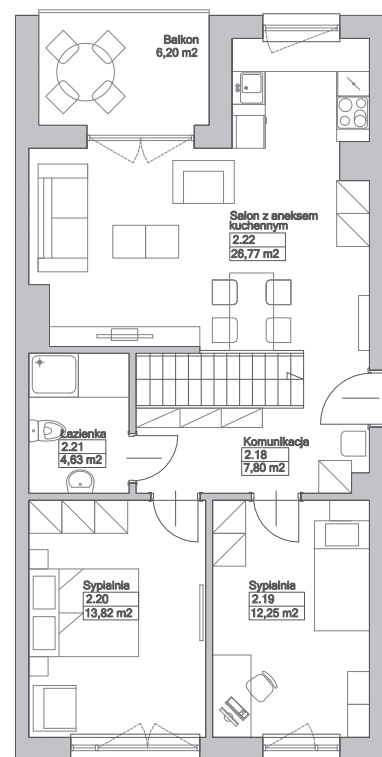 Balkon
6,20 m2
Salon z aneksem
kuchennym
2.22
26,77 m2
Łazienka
2.21
4,63 m2
Komunikacja
2.18
7,80 m2
Sypialnia
2.20
13,82 m2
Sypialnia
2.19
12,25 m2